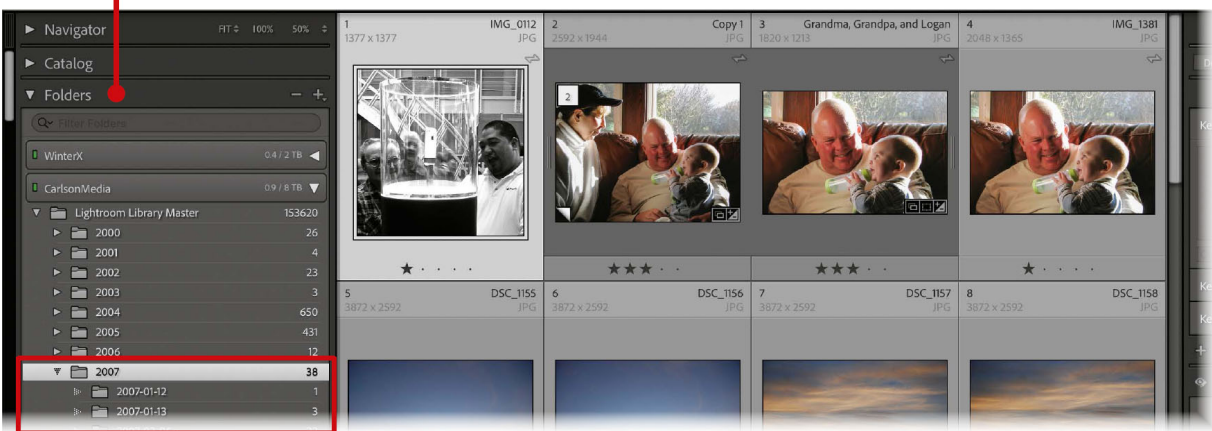 Navigator FIT 100% 50%
Catalog
Folders
Filter Folders
WinterX 0.4 / 2 TB
CarlsonMedia 0.9 / 8 TB
Lightroom Library Master 153620
2000 26
2001 4
2002 23
2003 3
2004 650
2005 431
2006 12
2007 38
2007-01-12 1
2007-01-13 3
1 IMG_0112
1377 x 1377 JPG
2 Copy 1
2592 x 1944 JPG
3 Grandma, Grandpa, and Logan
1820 x 1213 JPG
4 IMG_1381
2048 x 1365 JPG
2
5 DSC_1155
3872 x 2592 JPG
6 DSC_1156
3872 x 2592 JPG
7 DSC_1157
3872 x 2592 JPG
8 DSC_1158
3872 x 2592 JPG